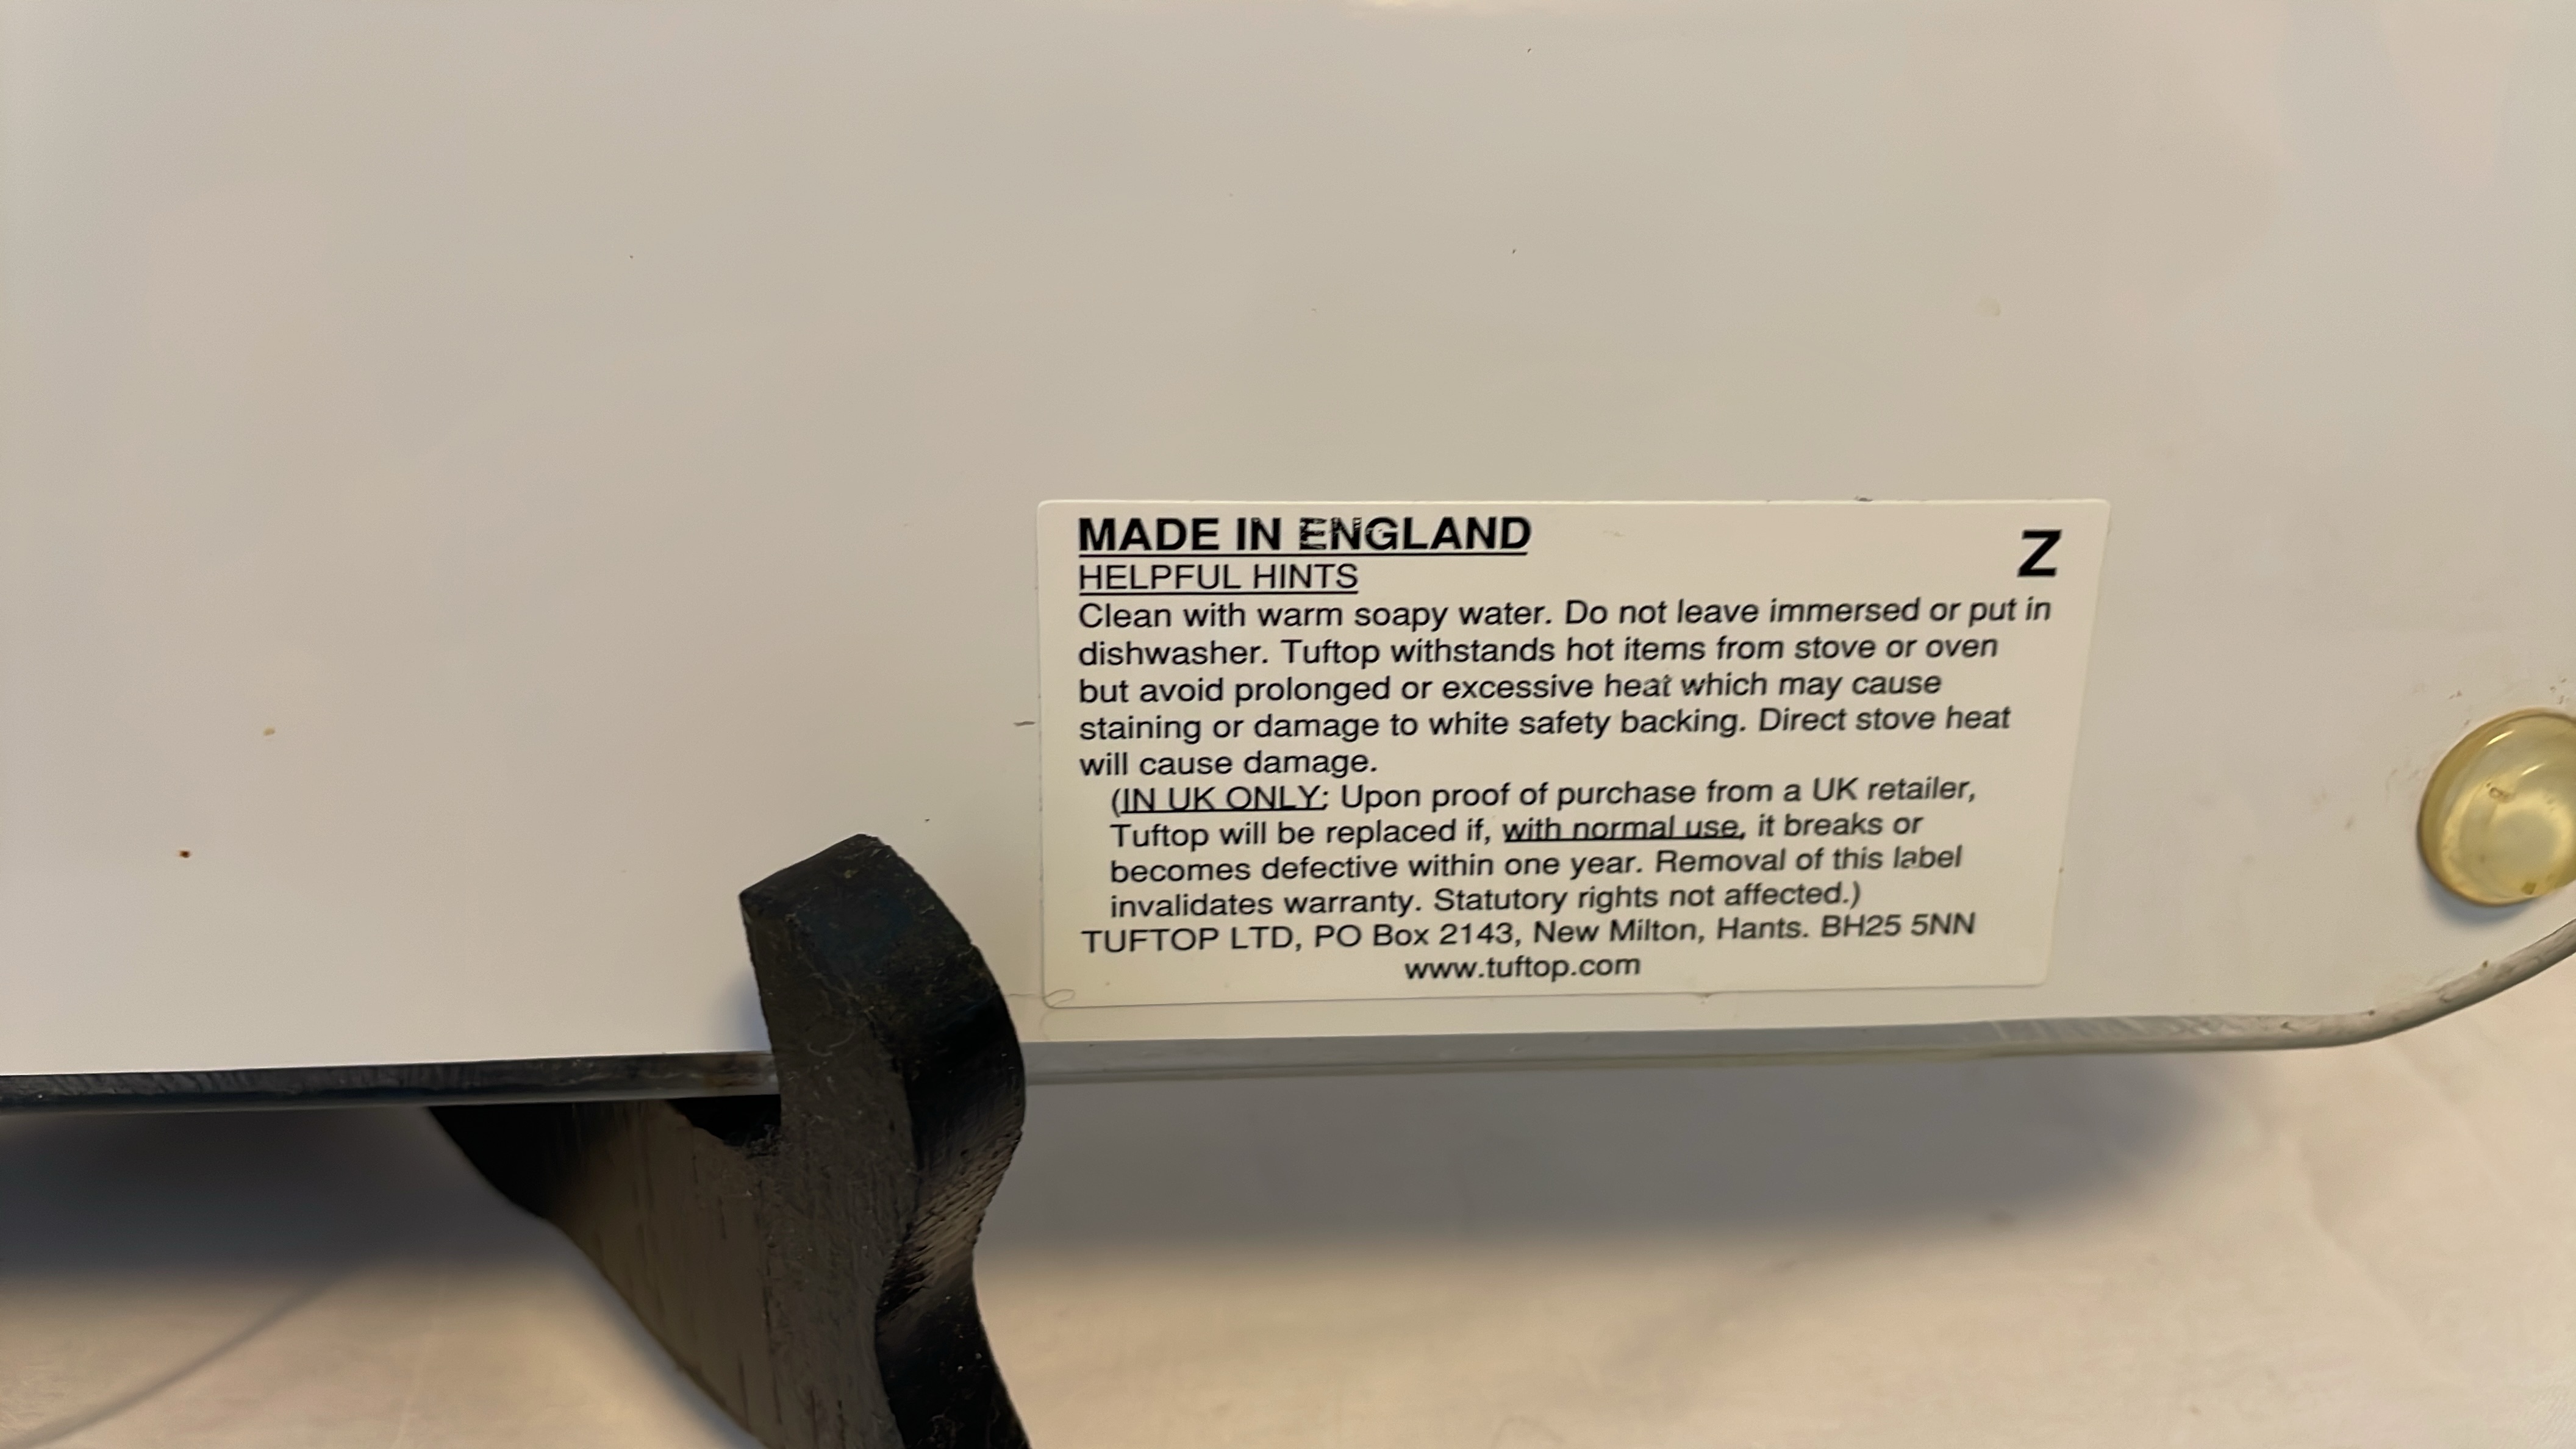 MADE IN ENGLAND
Z
HELPFUL HINTS
Clean with warm soapy water. Do not leave immersed or put in
dishwasher. Tuftop withstands hot items from stove or oven
but avoid prolonged or excessive heat which may cause
staining or damage to white safety backing. Direct stove heat
will cause damage.
(IN UK ONLY: Upon proof of purchase from a UK retailer,
Tuftop will be replaced if, with normal use, it breaks or
becomes defective within one year. Removal of this label
invalidates warranty. Statutory rights not affected.)
TUFTOP LTD, PO Box 2143, New Milton, Hants. BH25 5NN
www.tuftop.com